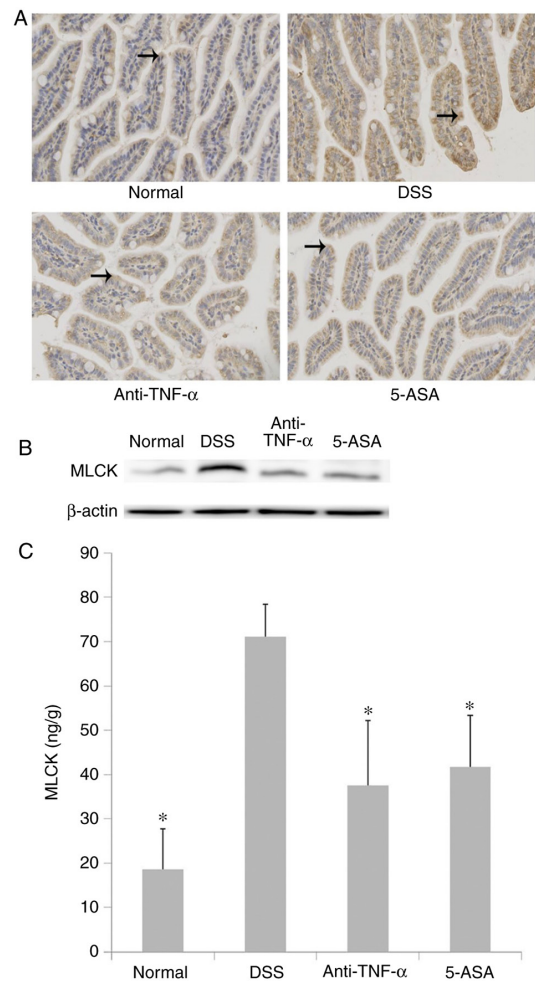 A
Normal
DSS
Anti-TNF-α
5-ASA
B
Normal DSS Anti-TNF-α 5-ASA
MLCK
β-actin
C
MLCK (ng/g)
90
80
70
60
50
40
30
20
10
0
*
*
*
Normal
DSS
Anti-TNF-α
5-ASA